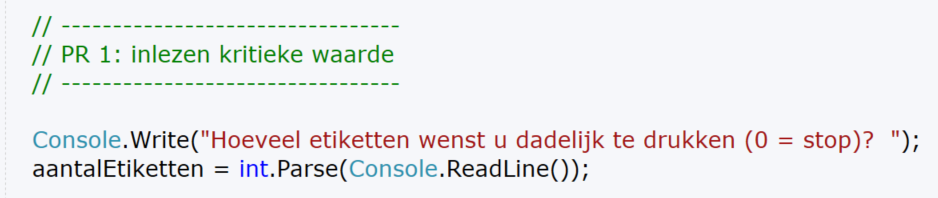 // ---------------------------------
// PR 1: inlezen kritieke waarde
// ---------------------------------
Console.Write("Hoeveel etiketten wenst u dadelijk te drukken (0 = stop)?  ");
aantalEtiketten = int.Parse(Console.ReadLine());